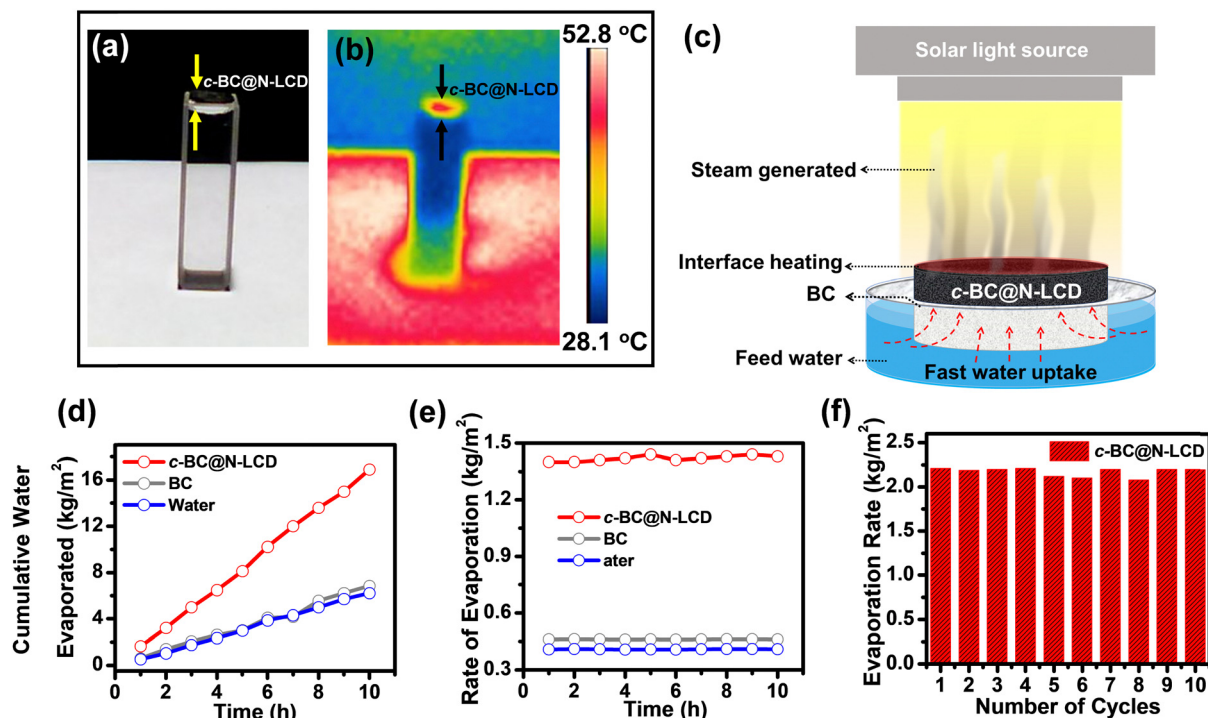 (a)
c-BC@N-LCD
(b)
52.8 °C
c-BC@N-LCD
28.1 °C
(c)
Solar light source
Steam generated
Interface heating
c-BC@N-LCD
BC
Feed water
Fast water uptake
(d)
Cumulative Water
Evaporated (kg/m²)
16
12
8
4
0
c-BC@N-LCD
BC
Water
0 2 4 6 8 10
Time (h)
(e)
Rate of Evaporation (kg/m²)
1.5
1.2
0.9
0.6
0.3
c-BC@N-LCD
BC
ater
0 2 4 6 8 10
Time (h)
(f)
Evaporation Rate (kg/m²)
2.5
2.0
1.5
1.0
0.5
0.0
c-BC@N-LCD
1 2 3 4 5 6 7 8 9 10
Number of Cycles